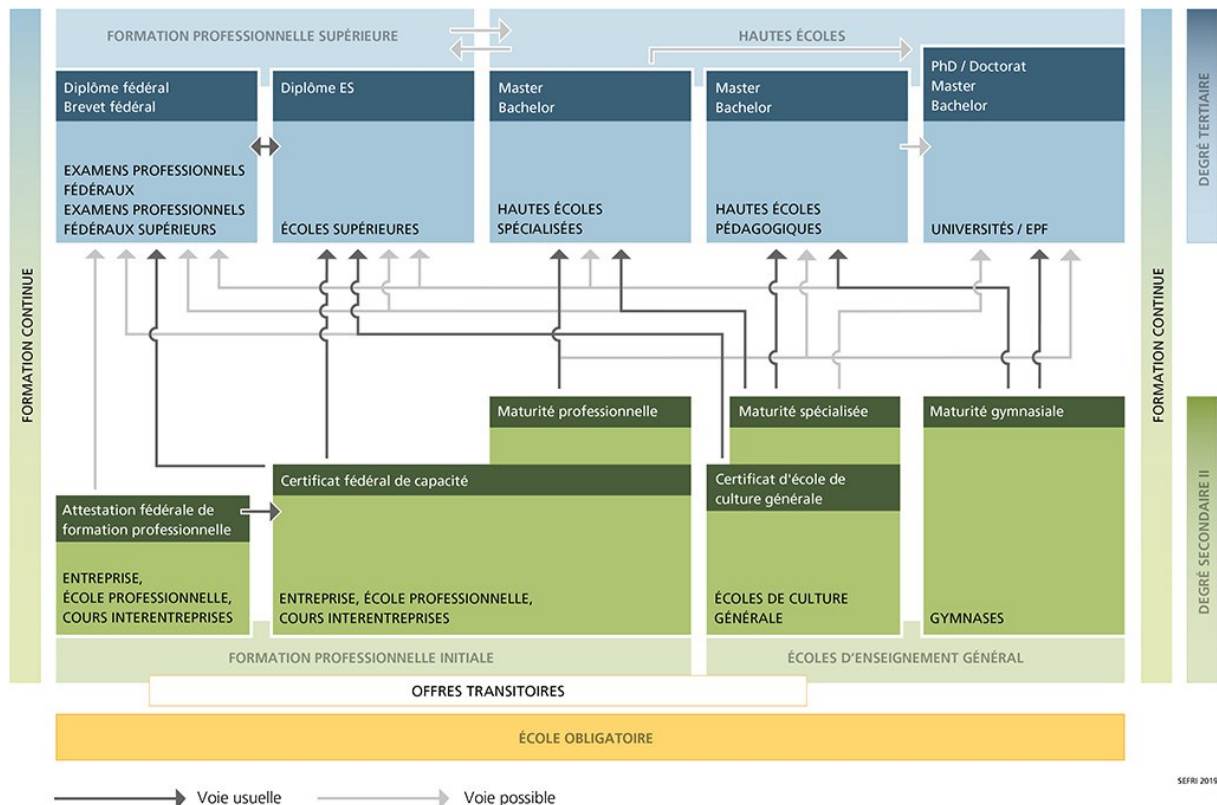 FORMATION PROFESSIONNELLE SUPÉRIEURE
HAUTES ÉCOLES
Diplôme fédéral
Brevet fédéral
Diplôme ES
Master
Bachelor
Master
Bachelor
PhD / Doctorat
Master
Bachelor
EXAMENS PROFESSIONNELS
FÉDÉRAUX
EXAMENS PROFESSIONNELS
FÉDÉRAUX SUPÉRIEURS
ÉCOLES SUPÉRIEURES
HAUTES ÉCOLES
SPÉCIALISÉES
HAUTES ÉCOLES
PÉDAGOGIQUES
UNIVERSITÉS / EPF
FORMATION CONTINUE
FORMATION CONTINUE
DEGRÉ TERTIAIRE
DEGRÉ SECONDAIRE II
Maturité professionnelle
Maturité spécialisée
Maturité gymnasiale
Certificat fédéral de capacité
Certificat d'école de
culture générale
Attestation fédérale de
formation professionnelle
ENTREPRISE,
ÉCOLE PROFESSIONNELLE,
COURS INTERENTREPRISES
ENTREPRISE, ÉCOLE PROFESSIONNELLE,
COURS INTERENTREPRISES
ÉCOLES DE CULTURE
GÉNÉRALE
GYMNASES
FORMATION PROFESSIONNELLE INITIALE
ÉCOLES D'ENSEIGNEMENT GÉNÉRAL
OFFRES TRANSITOIRES
ÉCOLE OBLIGATOIRE
SEFRI 2019
Voie usuelle
Voie possible